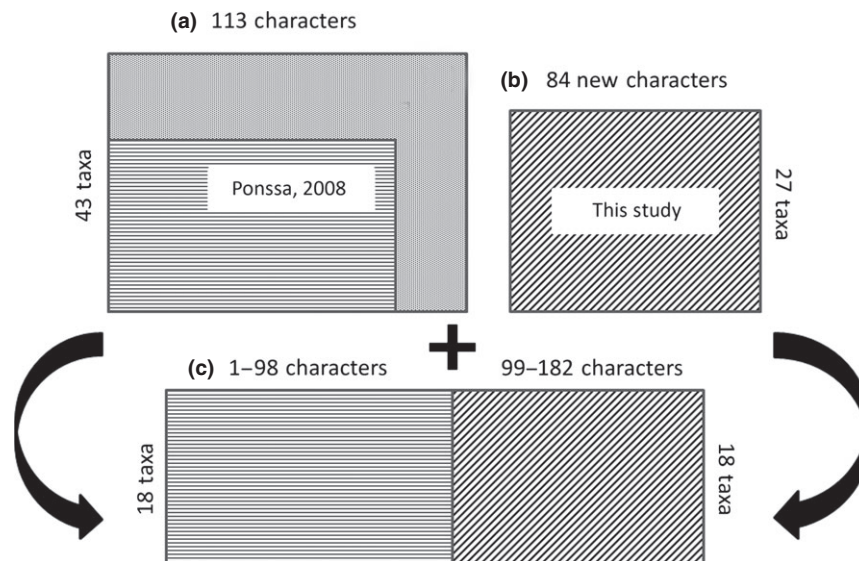 (a) 113 characters
(b) 84 new characters
43 taxa
Ponssa, 2008
This study
27 taxa
+
(c) 1–98 characters
99–182 characters
18 taxa
18 taxa